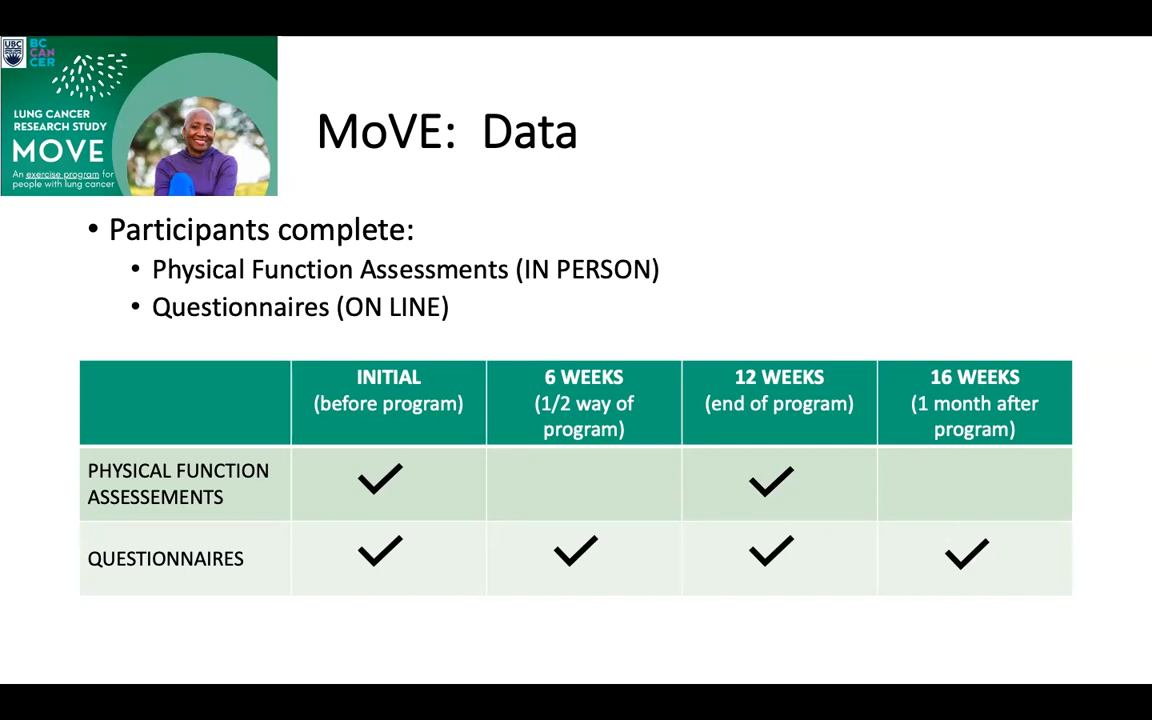 UBC
BC
CAN
CER
LUNG CANCER
RESEARCH STUDY
MOVE
An exercise program for
people with lung cancer
MoVE: Data
• Participants complete:
• Physical Function Assessments (IN PERSON)
• Questionnaires (ON LINE)
INITIAL
(before program)
6 WEEKS
(1/2 way of
program)
12 WEEKS
(end of program)
16 WEEKS
(1 month after
program)
PHYSICAL FUNCTION
ASSESSEMENTS
QUESTIONNAIRES